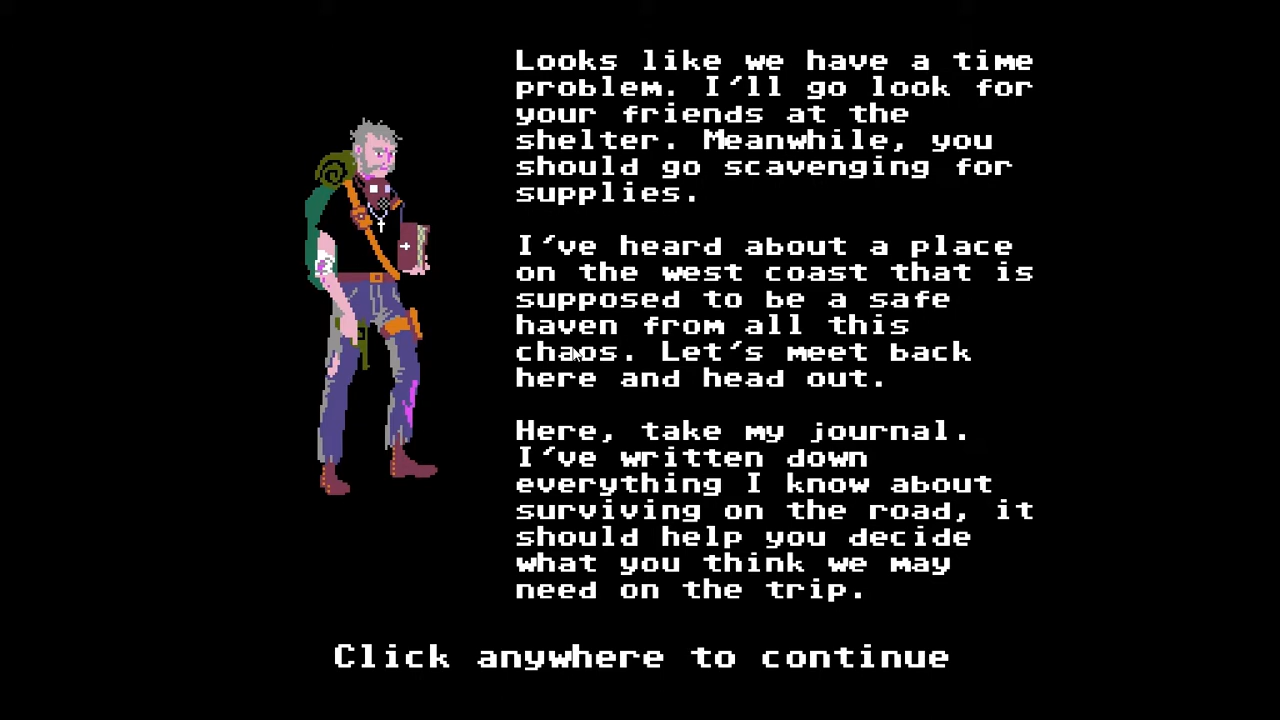 Looks like we have a time
problem. I'll go look for
your friends at the
shelter. Meanwhile, you
should go scavenging for
supplies.
I've heard about a place
on the west coast that is
supposed to be a safe
haven from all this
chaos. Let's meet back
here and head out.
Here, take my journal.
I've written down
everything I know about
surviving on the road, it
should help you decide
what you think we may
need on the trip.
Click anywhere to continue